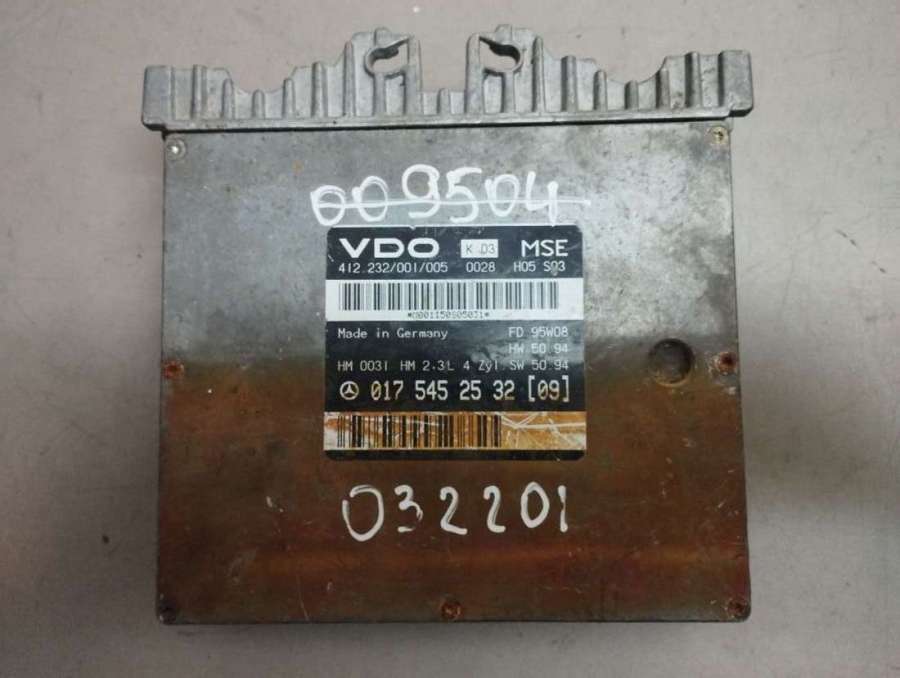 009504
VDO K D3 MSE
412.232/001/005 0028 H05 S03
Made in Germany FD 95W08
HW 50.94
HM 0031 HM 2.3L 4 Zyl. SW 50.94
017 545 25 32 [09]
032201